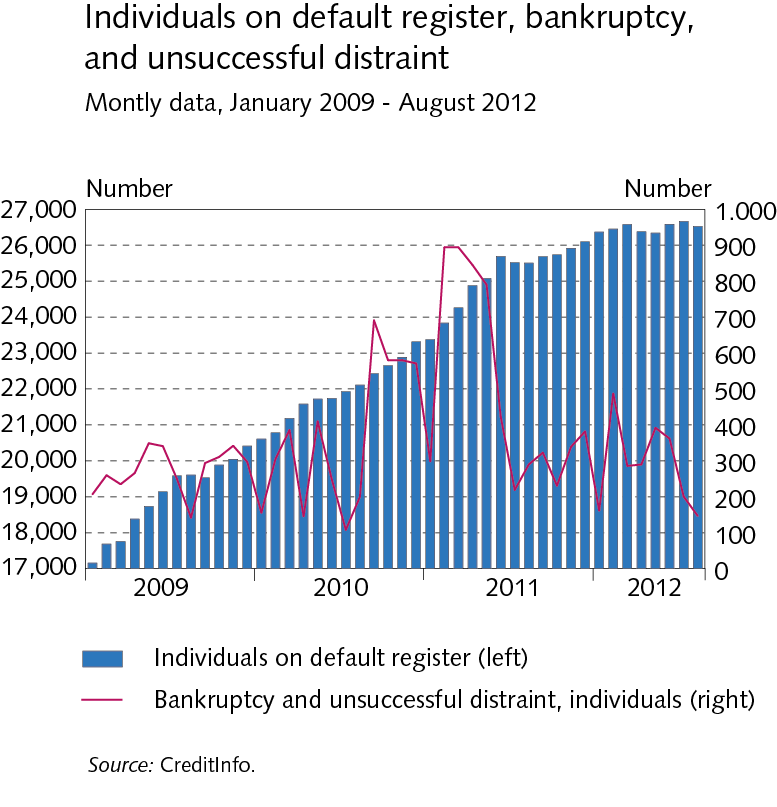 Individuals on default register, bankruptcy,
and unsuccessful distraint
Montly data, January 2009 - August 2012
Number Number
27,000 1.000
26,000 900
25,000 800
24,000 700
23,000 600
22,000 500
21,000 400
20,000 300
19,000 200
18,000 100
17,000 0
2009 2010 2011 2012
Individuals on default register (left)
Bankruptcy and unsuccessful distraint, individuals (right)
Source: CreditInfo.